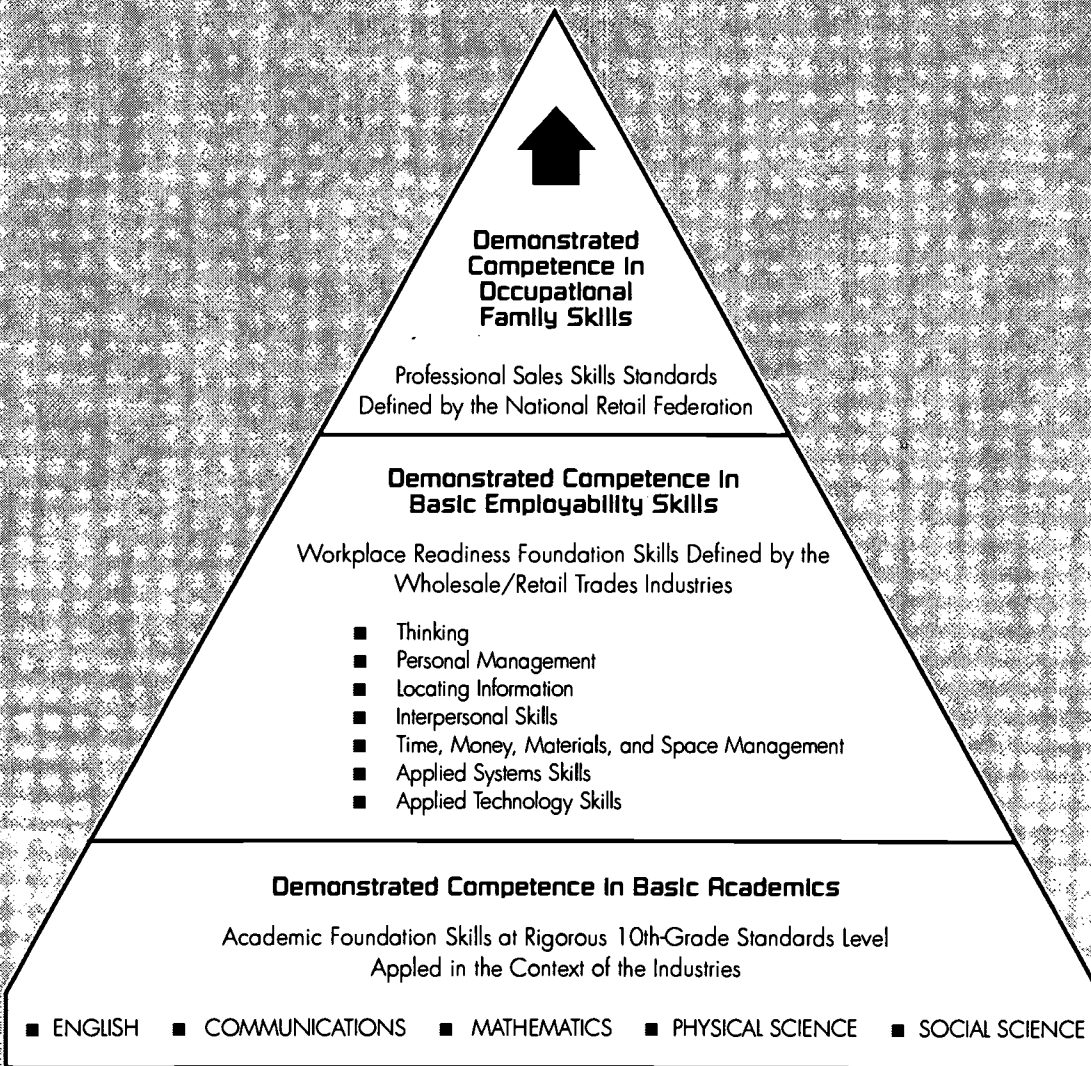 Demonstrated
Competence In
Occupational
Family Skills
Professional Sales Skills Standards
Defined by the National Retail Federation
Demonstrated Competence In
Basic Employability Skills
Workplace Readiness Foundation Skills Defined by the
Wholesale/Retail Trades Industries
■ Thinking
■ Personal Management
■ Locating Information
■ Interpersonal Skills
■ Time, Money, Materials, and Space Management
■ Applied Systems Skills
■ Applied Technology Skills
Demonstrated Competence In Basic Academics
Academic Foundation Skills at Rigorous 10th-Grade Standards Level
Appled in the Context of the Industries
■ ENGLISH ■ COMMUNICATIONS ■ MATHEMATICS ■ PHYSICAL SCIENCE ■ SOCIAL SCIENCE